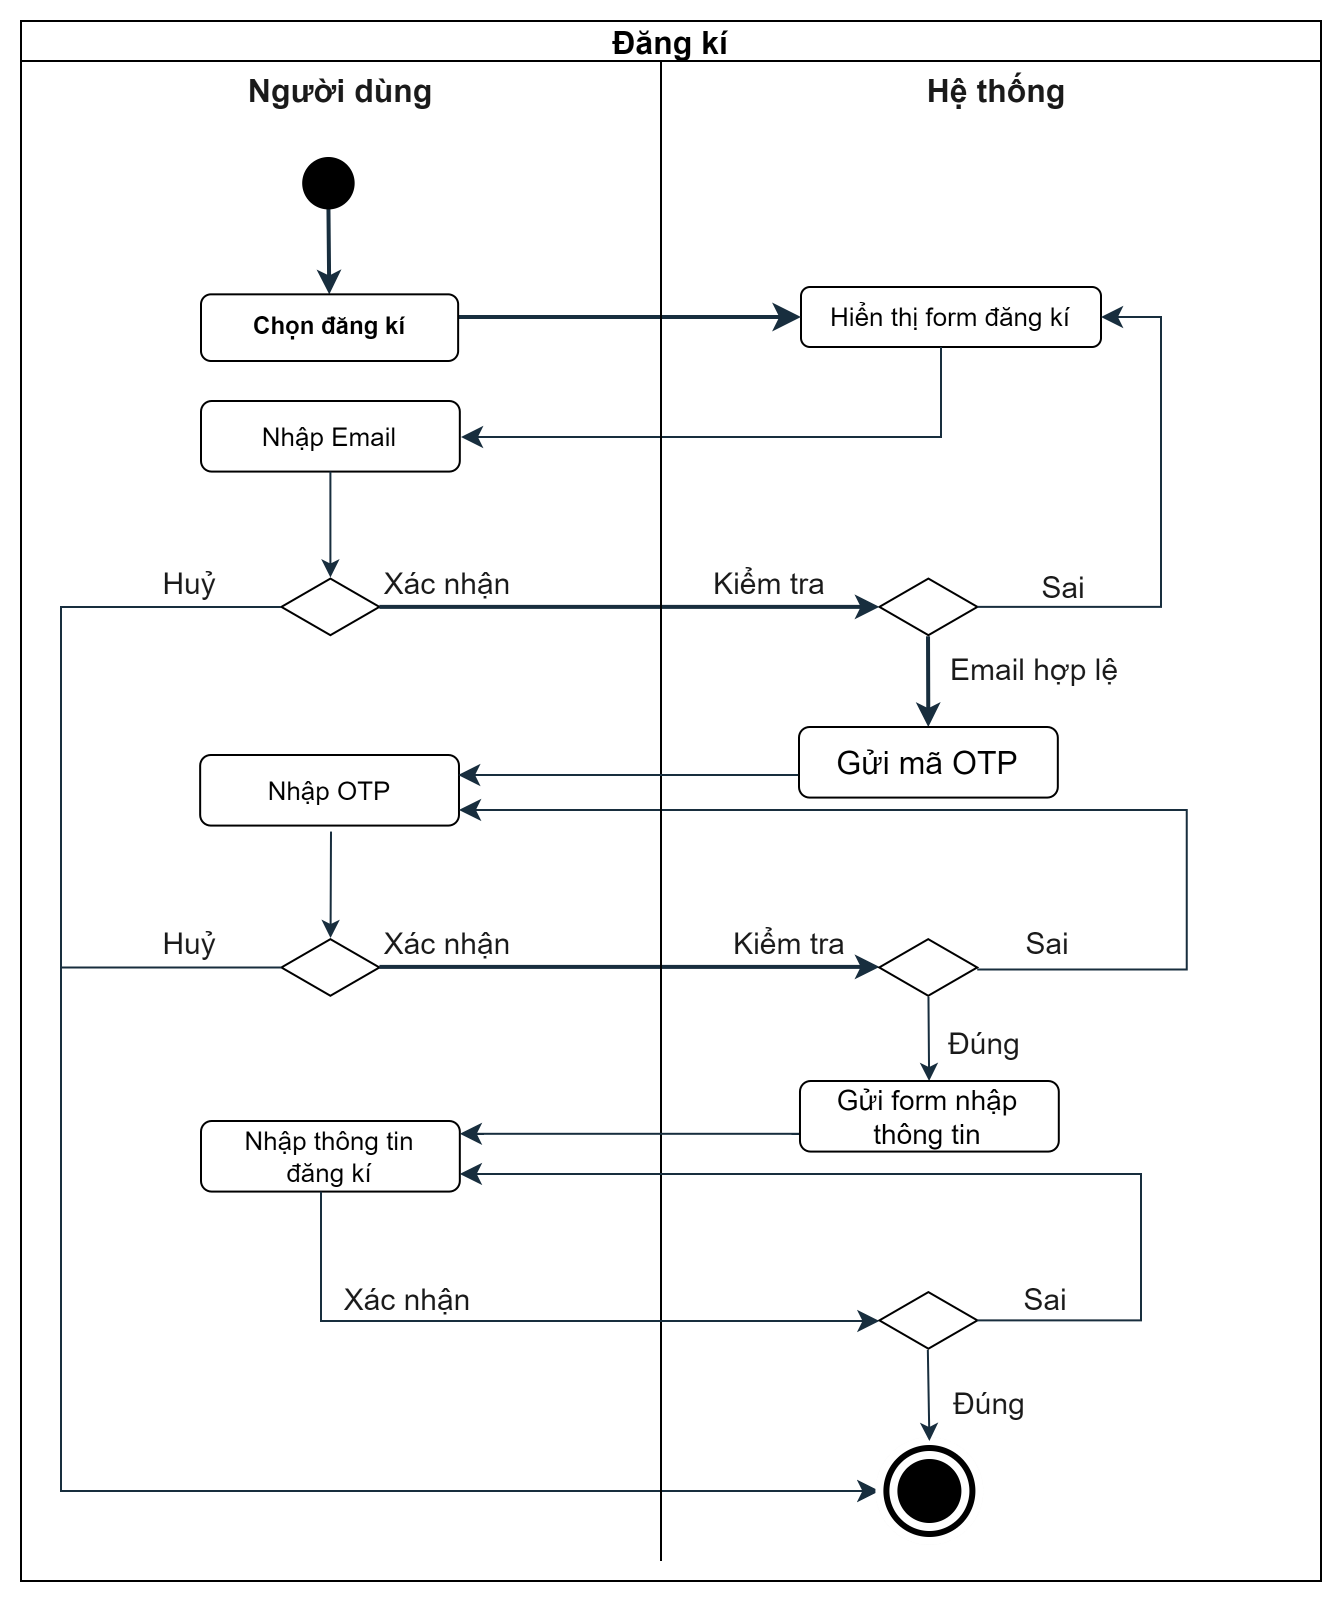 Đăng kí
Người dùng
Hệ thống
Chọn đăng kí
Hiển thị form đăng kí
Nhập Email
Huỷ
Xác nhận
Kiểm tra
Sai
Email hợp lệ
Gửi mã OTP
Nhập OTP
Huỷ
Xác nhận
Kiểm tra
Sai
Đúng
Gửi form nhập
thông tin
Nhập thông tin
đăng kí
Xác nhận
Sai
Đúng